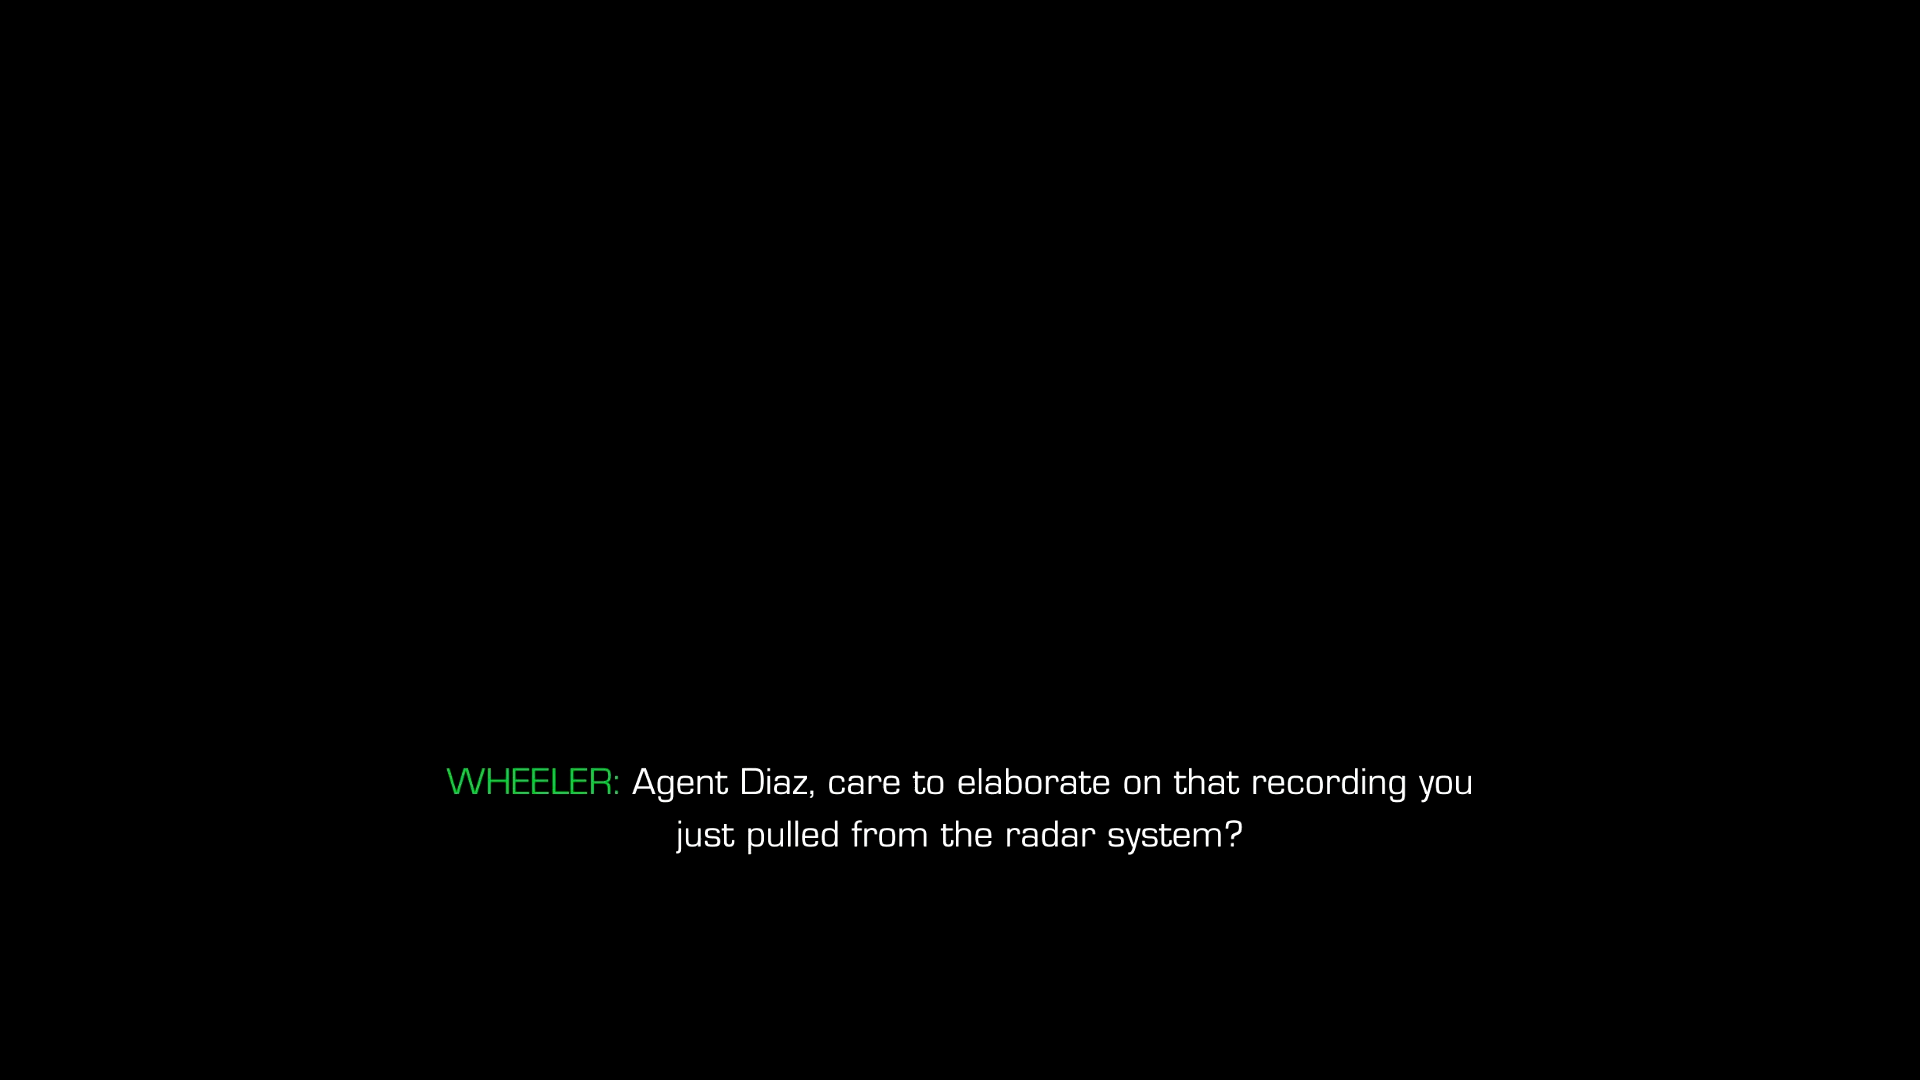 WHEELER: Agent Diaz, care to elaborate on that recording you
just pulled from the radar system?